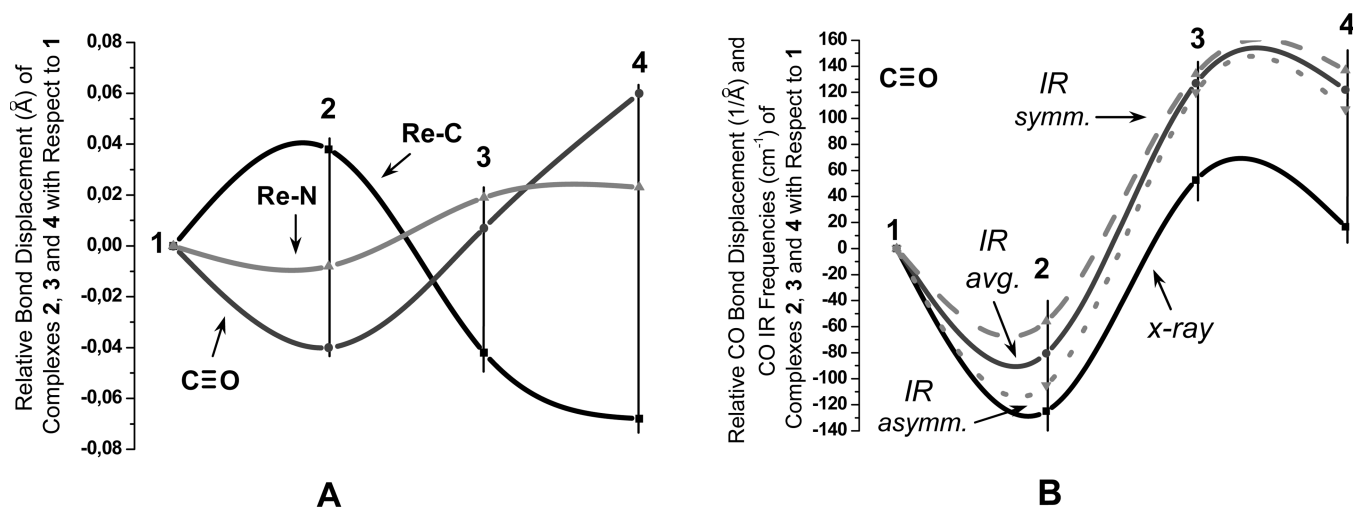 Relative Bond Displacement (Å) of
Complexes 2, 3 and 4 with Respect to 1
0,08
0,06
0,04
0,02
0,00
-0,02
-0,04
-0,06
-0,08
1
2
3
4
Re-C
Re-N
C≡O
A
Relative CO Bond Displacement (1/Å) and
CO IR Frequencies (cm⁻¹) of
Complexes 2, 3 and 4 with Respect to 1
160
140
120
100
80
60
40
20
0
-20
-40
-60
-80
-100
-120
-140
C≡O
1
2
3
4
IR
symm.
IR
avg.
IR
asymm.
x-ray
B